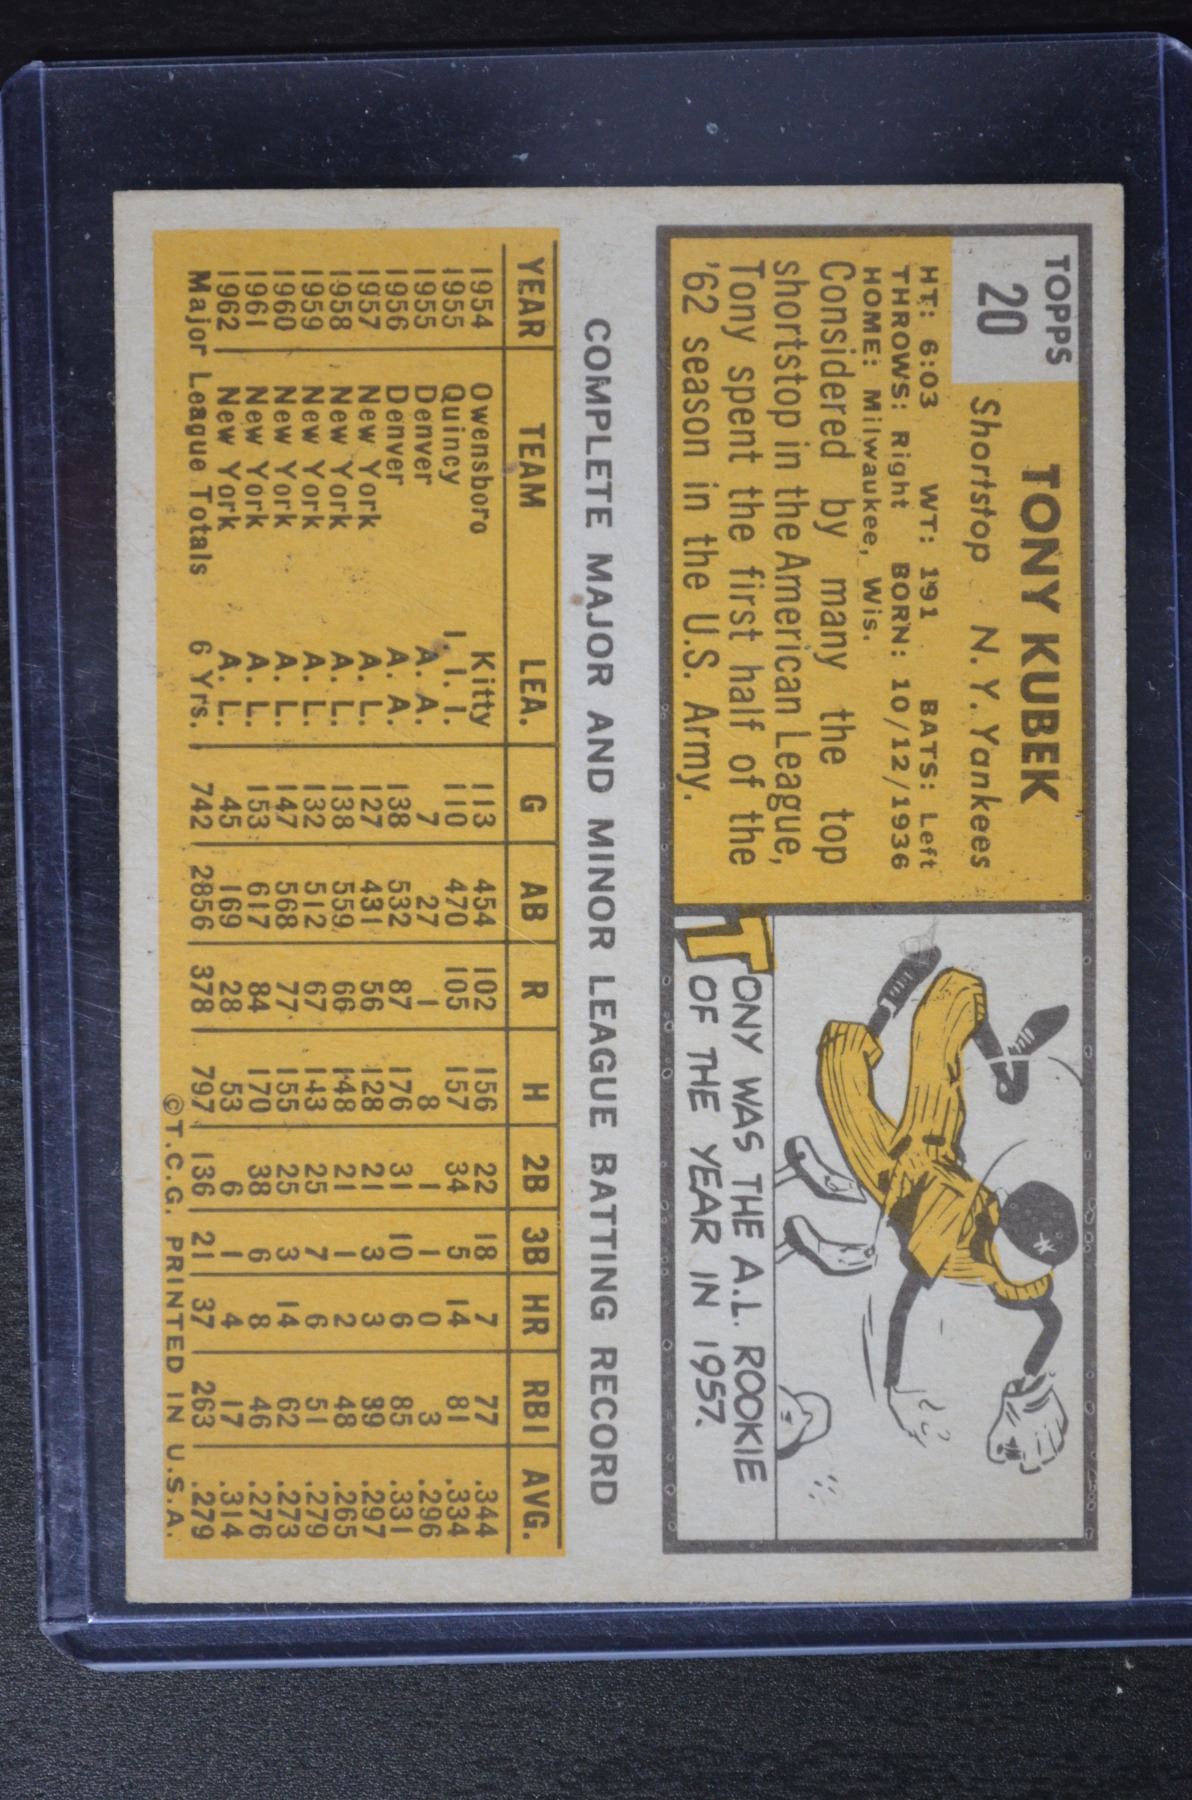 TOPPS
20
TONY KUBEK
Shortstop N. Y. Yankees
HT: 6:03 WT: 191 BATS: Left
THROWS: Right BORN: 10/12/1936
HOME: Milwaukee, Wis.
Considered by many the top
shortstop in the American League,
Tony spent the first half of the
'62 season in the U.S. Army.
TONY WAS THE A.L. ROOKIE
OF THE YEAR IN 1957.
COMPLETE MAJOR AND MINOR LEAGUE BATTING RECORD
YEAR TEAM LEA. G AB R H 2B 3B HR RBI AVG.
1954 Owensboro Kitty 113 454 102 156 22 18 7 77 .344
1955 Quincy I. I. I. 110 470 105 157 34 5 14 81 .334
1955 Denver A. A. 7 27 1 8 1 1 0 3 .296
1956 Denver A. A. 138 532 87 176 31 10 6 85 .331
1957 New York A. L. 127 431 56 128 21 3 3 39 .297
1958 New York A. L. 138 559 66 148 21 1 2 48 .265
1959 New York A. L. 132 512 67 143 25 7 6 51 .279
1960 New York A. L. 147 568 77 155 25 3 14 62 .273
1961 New York A. L. 153 617 84 170 38 6 8 46 .276
1962 New York A. L. 45 169 28 53 6 1 4 17 .314
Major League Totals 6 Yrs. 742 2856 378 797 136 21 37 263 .279
©T.C.G. PRINTED IN U.S.A.